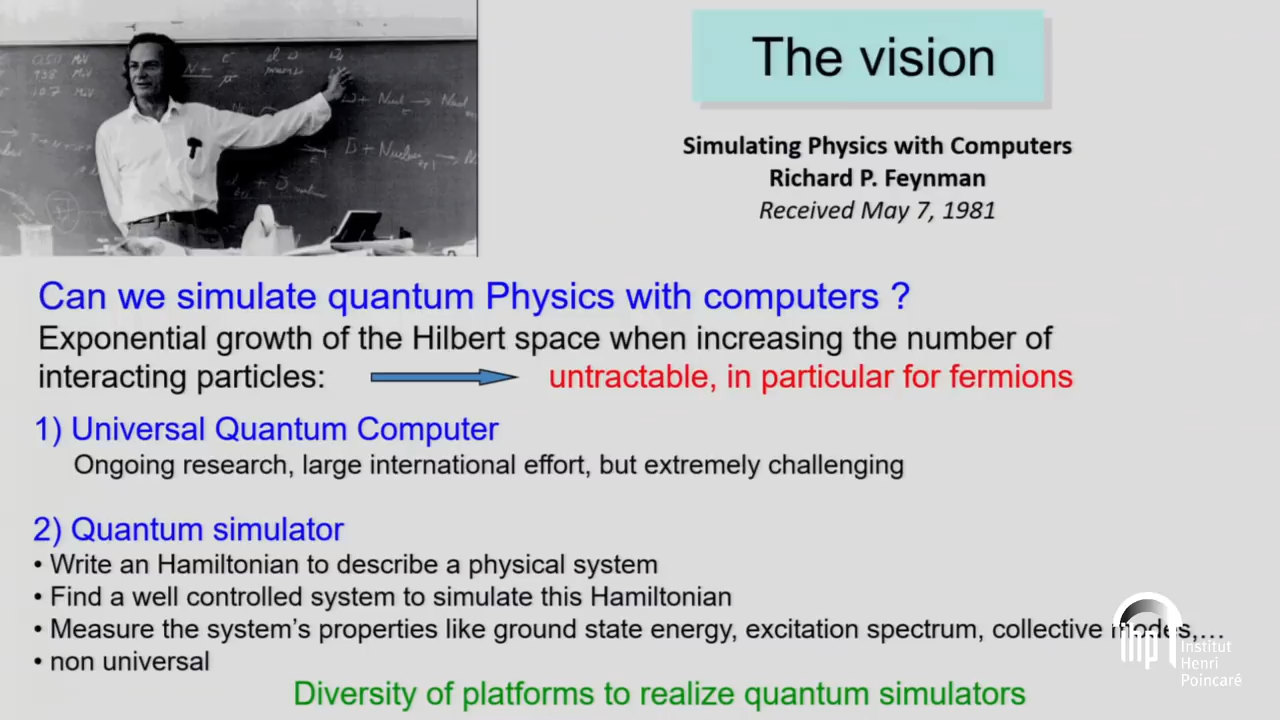 The vision
Simulating Physics with Computers
Richard P. Feynman
Received May 7, 1981
Can we simulate quantum Physics with computers ?
Exponential growth of the Hilbert space when increasing the number of
interacting particles:
untractable, in particular for fermions
1) Universal Quantum Computer
Ongoing research, large international effort, but extremely challenging
2) Quantum simulator
• Write an Hamiltonian to describe a physical system
• Find a well controlled system to simulate this Hamiltonian
• Measure the system's properties like ground state energy, excitation spectrum, collective modes,…
• non universal
Diversity of platforms to realize quantum simulators
ihp
Institut
Henri
Poincaré